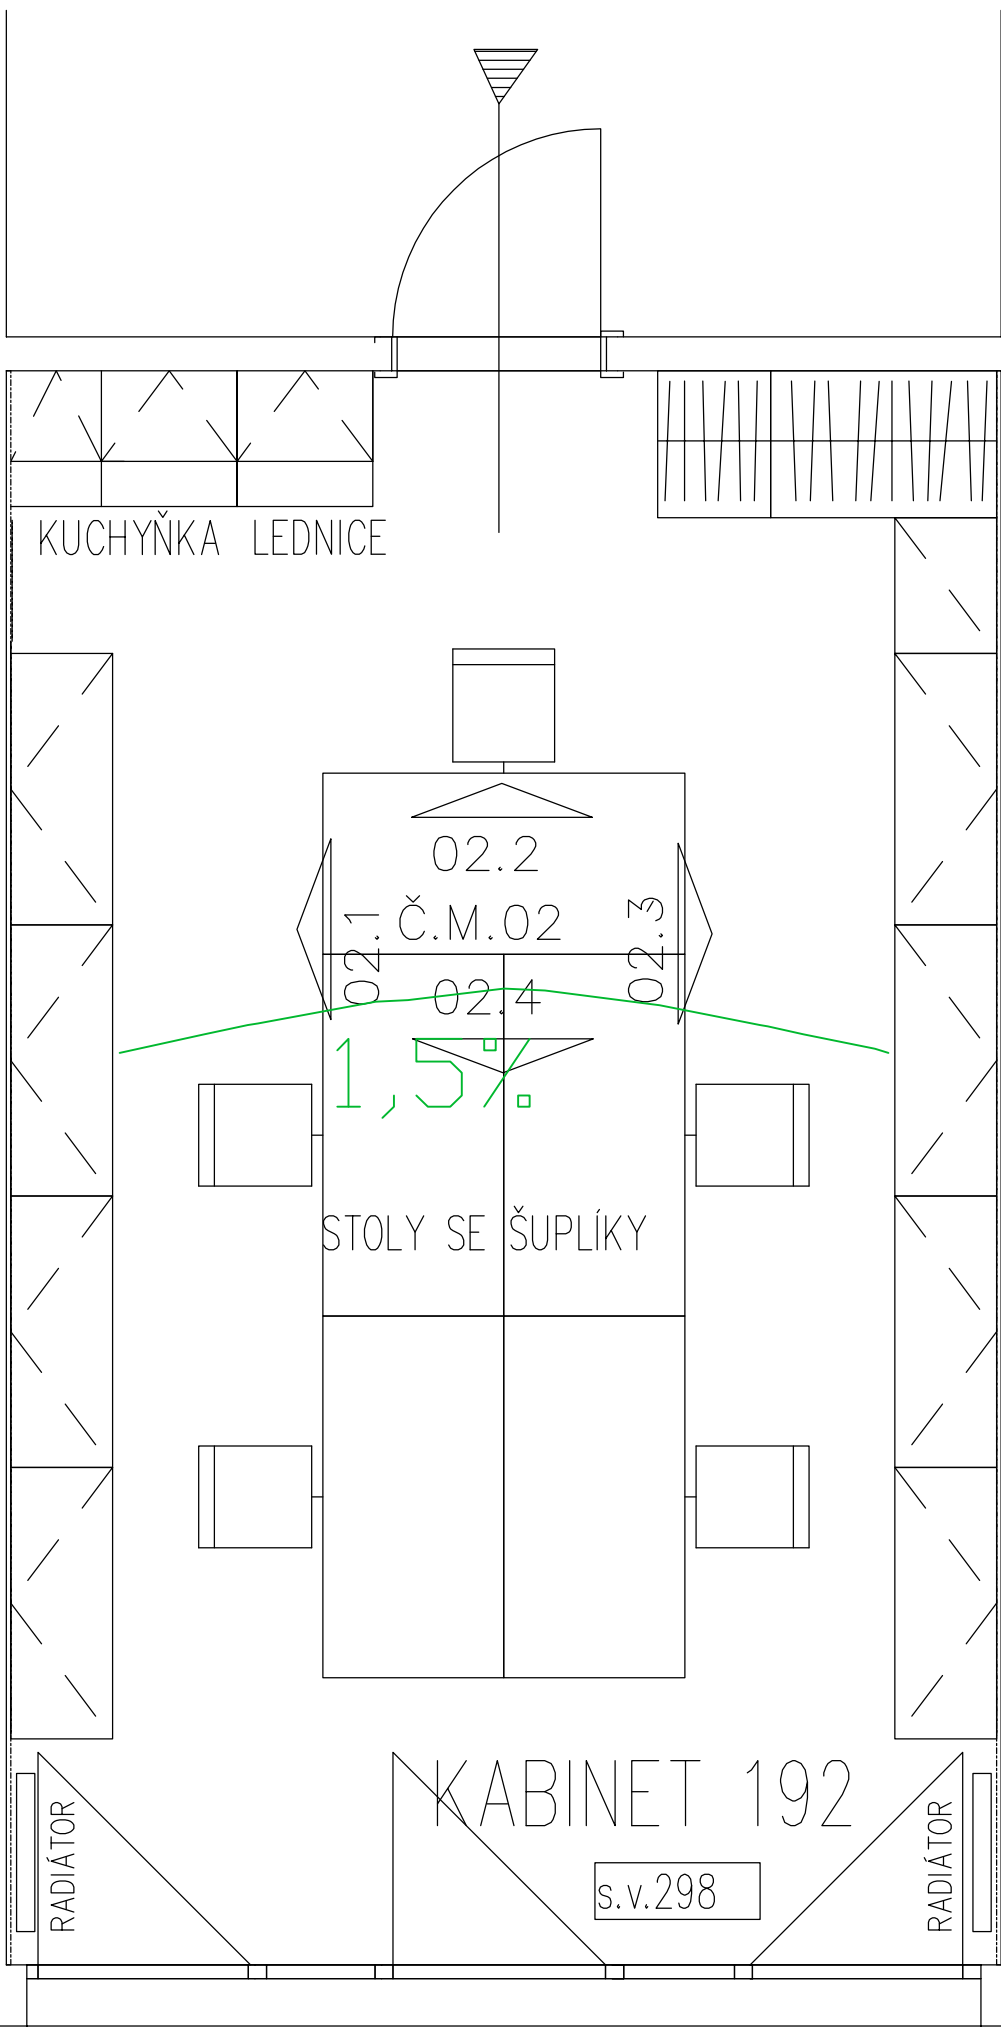 KUCHYŇKA LEDNICE
02.2
02.1
Č.M.02
02.3
02.4
1,5%
STOLY SE ŠUPLÍKY
KABINET 192
RADIÁTOR
s.v.298
RADIÁTOR